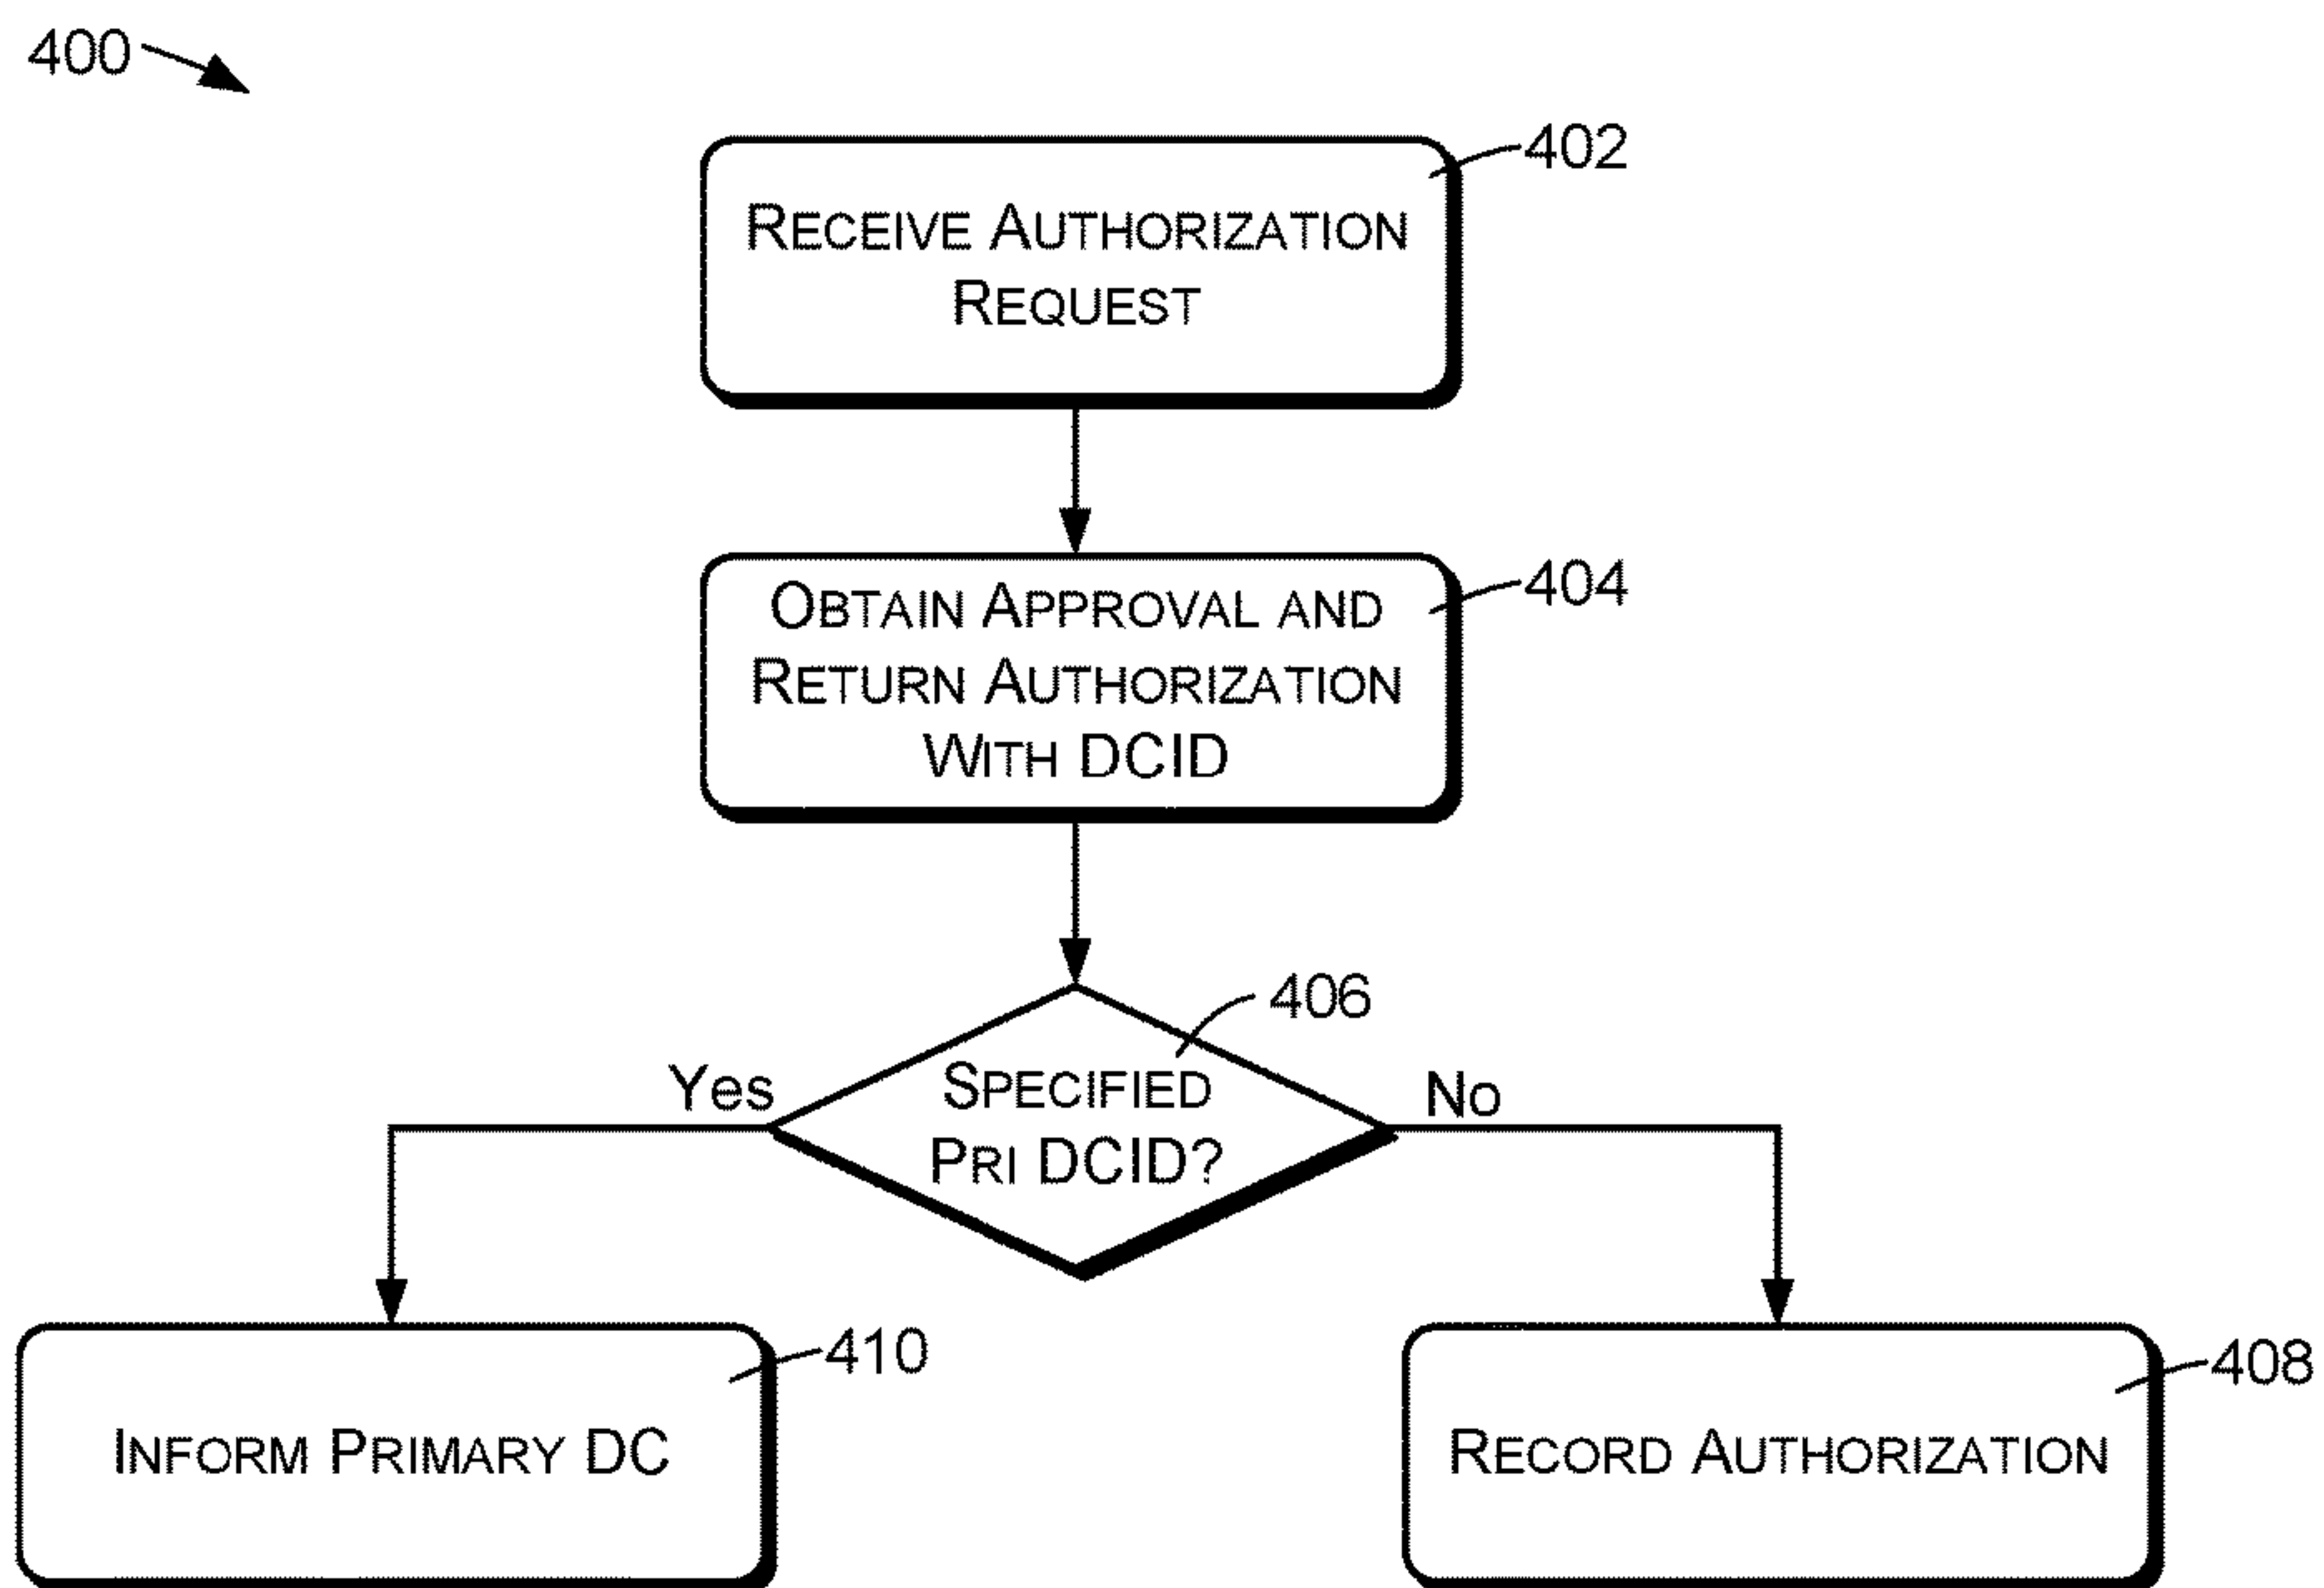 400
402
RECEIVE AUTHORIZATION
REQUEST
404
OBTAIN APPROVAL AND
RETURN AUTHORIZATION
WITH DCID
406
Yes
SPECIFIED
PRI DCID?
No
410
INFORM PRIMARY DC
408
RECORD AUTHORIZATION